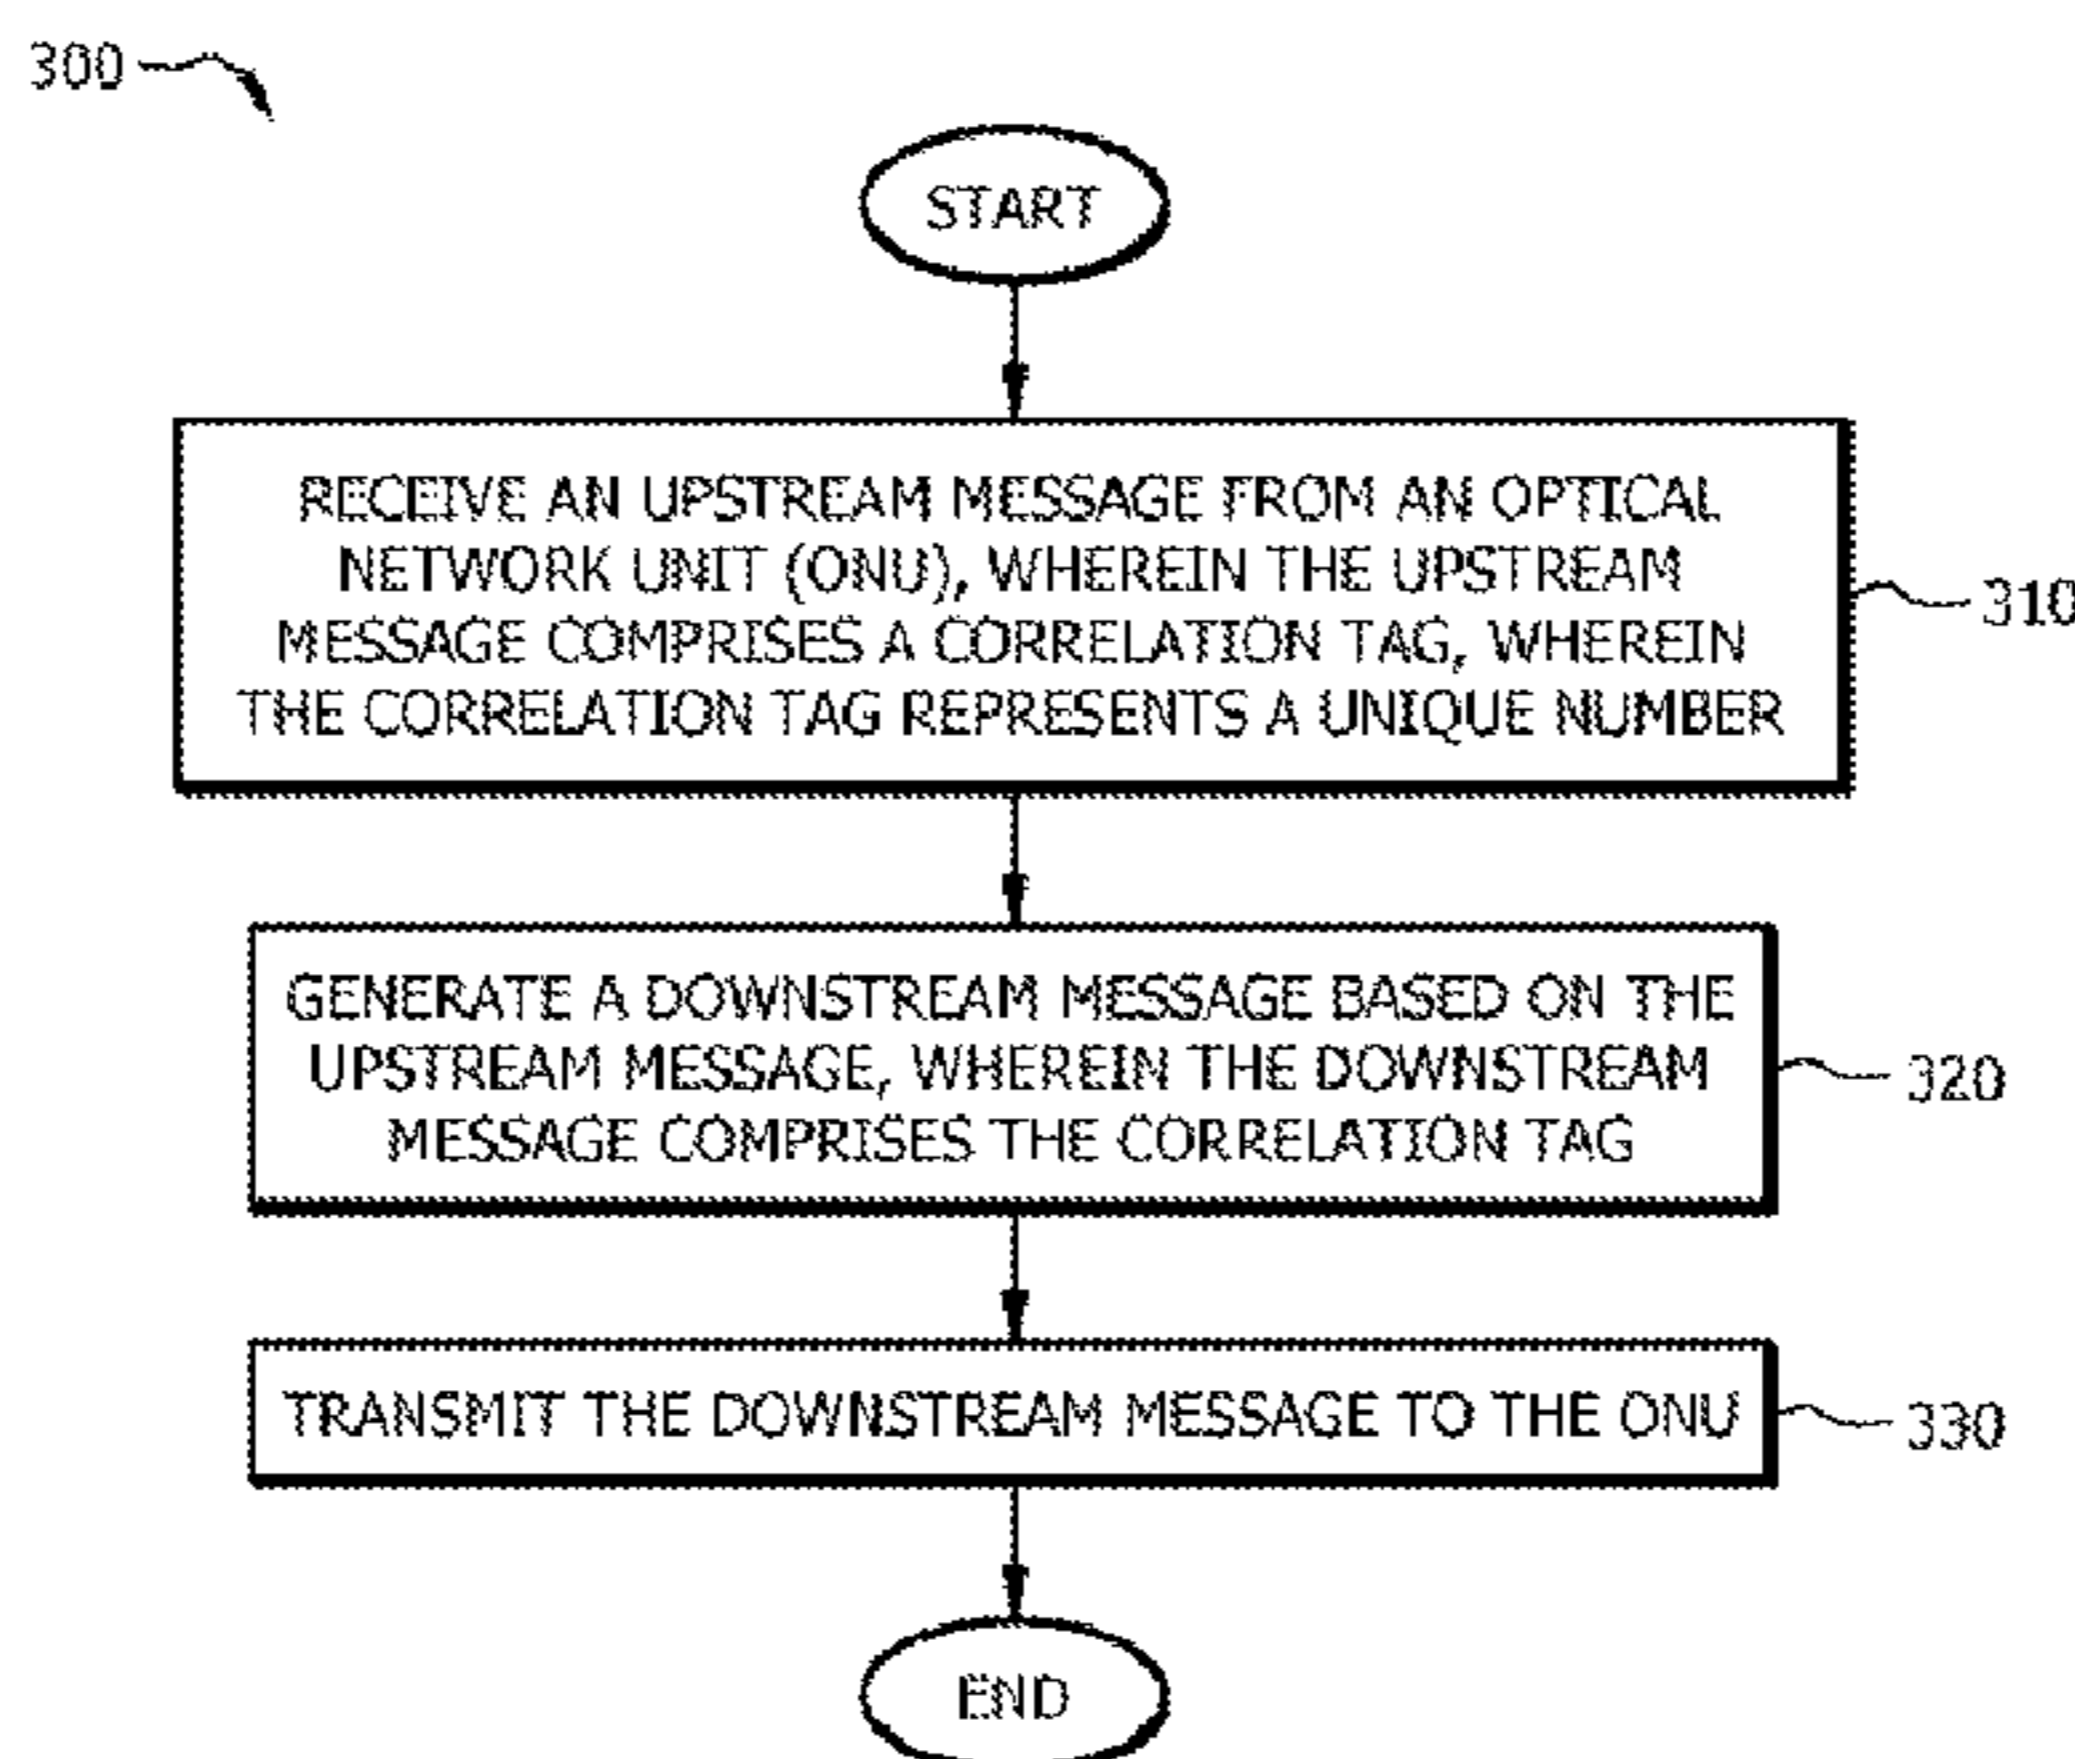 300
START
RECEIVE AN UPSTREAM MESSAGE FROM AN OPTICAL
NETWORK UNIT (ONU), WHEREIN THE UPSTREAM
MESSAGE COMPRISES A CORRELATION TAG, WHEREIN
THE CORRELATION TAG REPRESENTS A UNIQUE NUMBER
310
GENERATE A DOWNSTREAM MESSAGE BASED ON THE
UPSTREAM MESSAGE, WHEREIN THE DOWNSTREAM
MESSAGE COMPRISES THE CORRELATION TAG
320
TRANSMIT THE DOWNSTREAM MESSAGE TO THE ONU
330
END